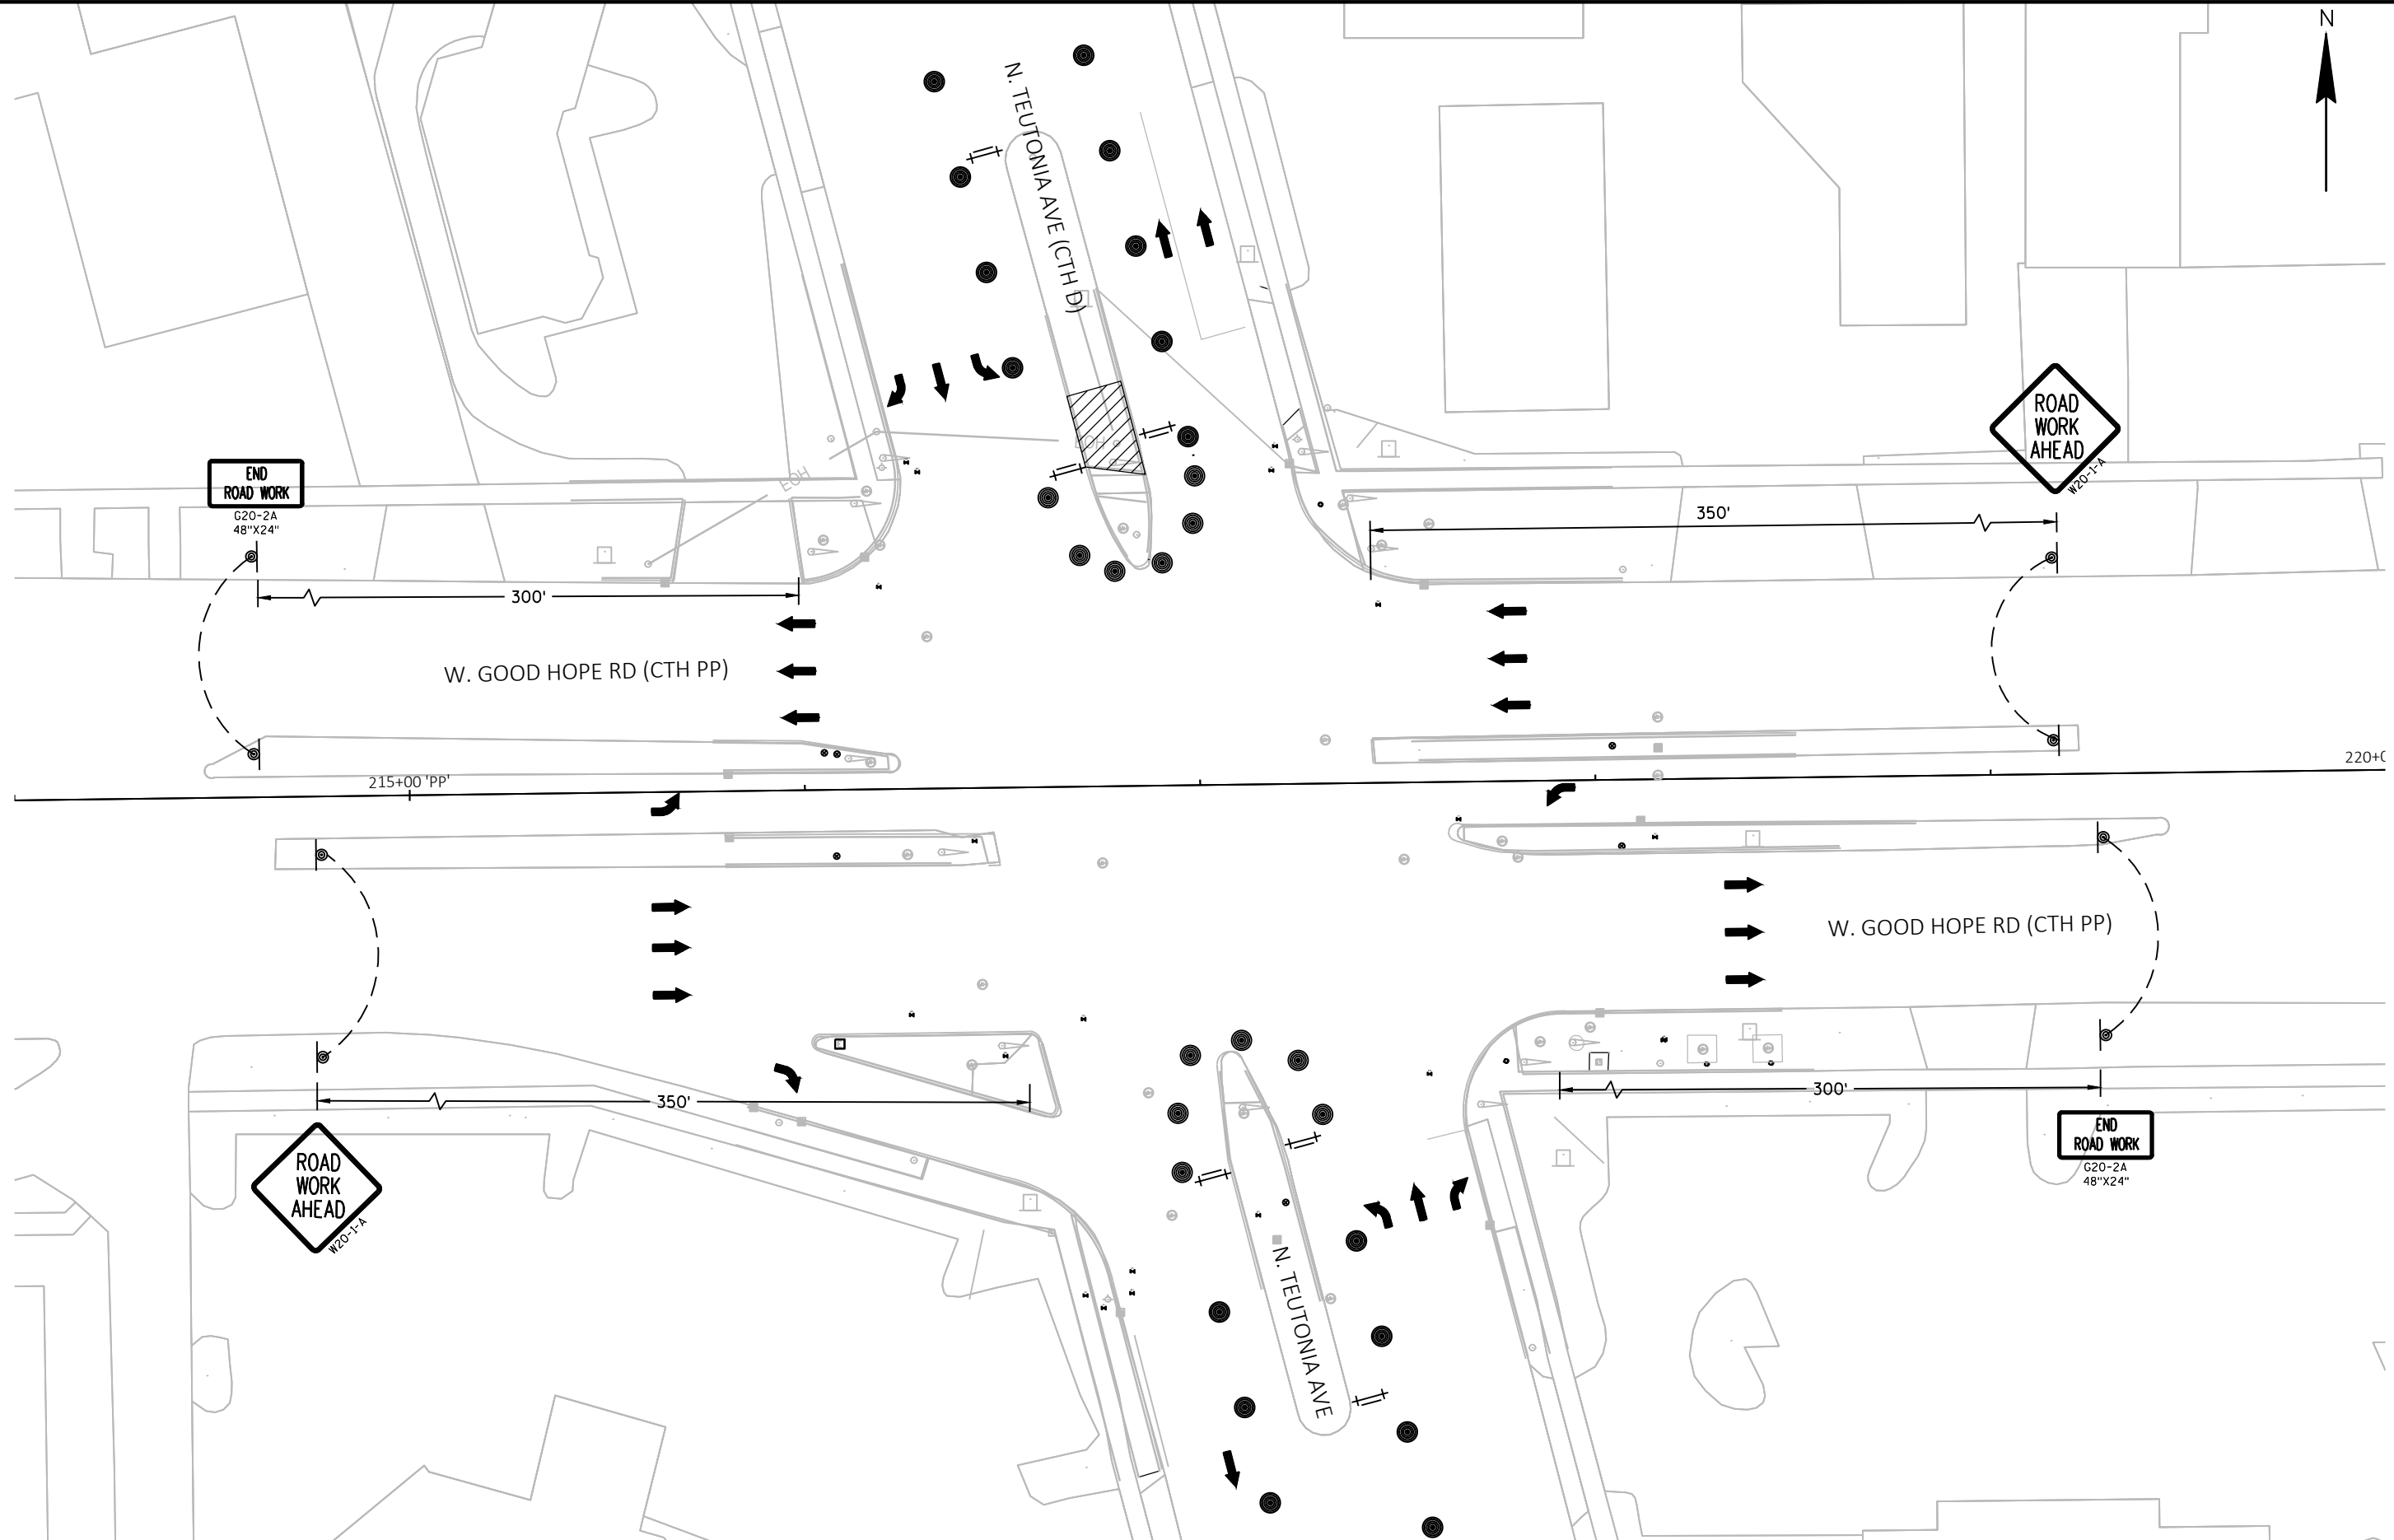 N
N. TEUTONIA AVE (CTH D)
ROAD
WORK
AHEAD
W20-1-A
END
ROAD WORK
G20-2A
48"X24"
EOH
EOH
350'
300'
W. GOOD HOPE RD (CTH PP)
215+00 'PP'
220+0
W. GOOD HOPE RD (CTH PP)
350'
300'
ROAD
WORK
AHEAD
W20-1-A
END
ROAD WORK
G20-2A
48"X24"
N. TEUTONIA AVE